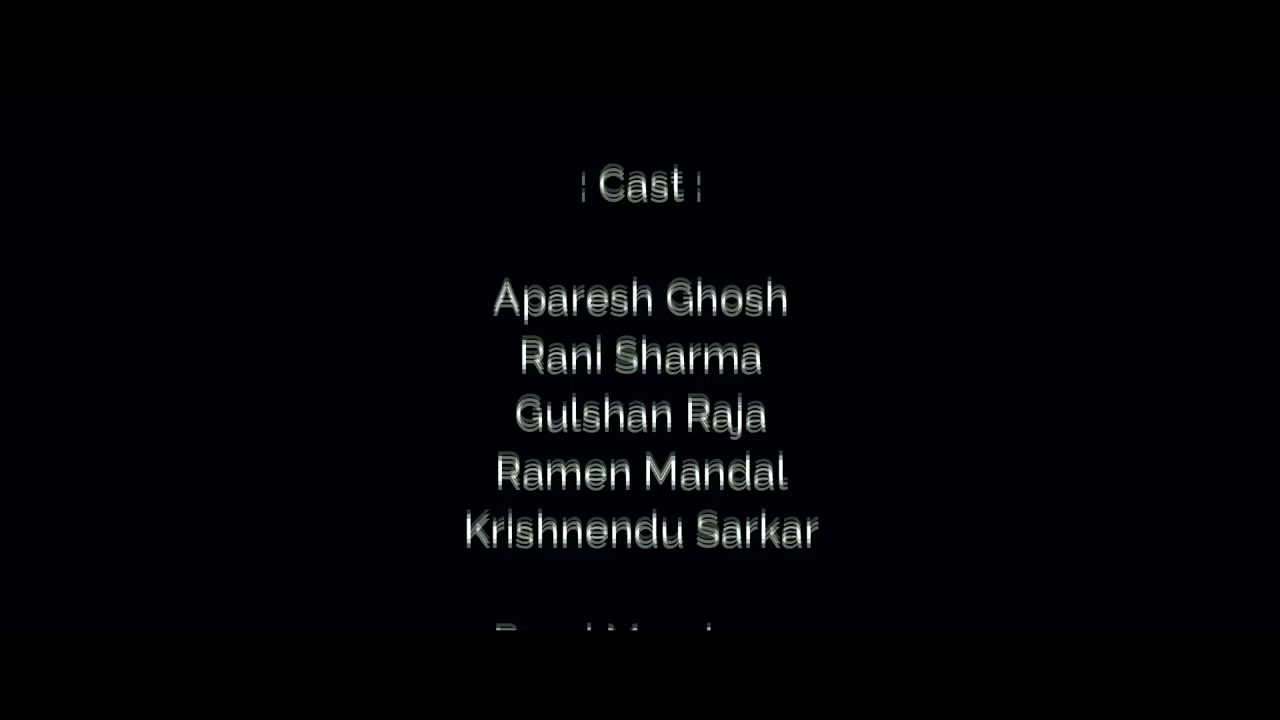 | Cast |
Aparesh Ghosh
Rani Sharma
Gulshan Raja
Ramen Mandal
Krishnendu Sarkar